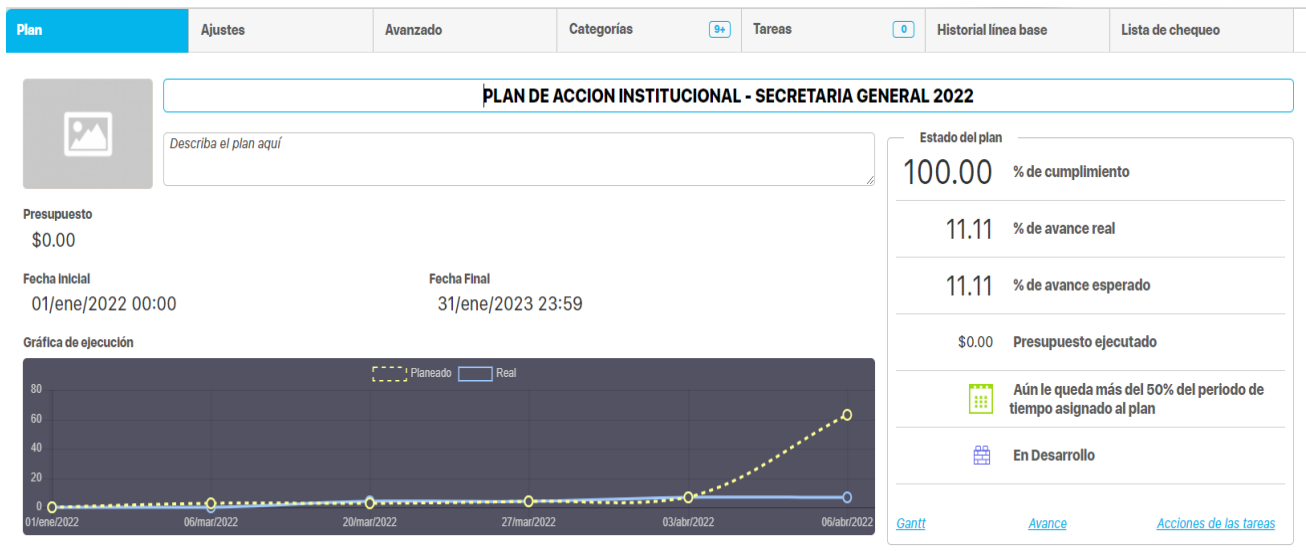 Plan
Ajustes
Avanzado
Categorías
9+
Tareas
0
Historial línea base
Lista de chequeo
PLAN DE ACCION INSTITUCIONAL - SECRETARIA GENERAL 2022
Describa el plan aquí
Estado del plan
100.00 % de cumplimiento
11.11 % de avance real
11.11 % de avance esperado
$0.00 Presupuesto ejecutado
Aún le queda más del 50% del periodo de
tiempo asignado al plan
En Desarrollo
Gantt
Avance
Acciones de las tareas
Presupuesto
$0.00
Fecha Inicial
01/ene/2022 00:00
Fecha Final
31/ene/2023 23:59
Gráfica de ejecución
Planeado
Real
80
60
40
20
0
01/ene/2022
06/mar/2022
20/mar/2022
27/mar/2022
03/abr/2022
06/abr/2022